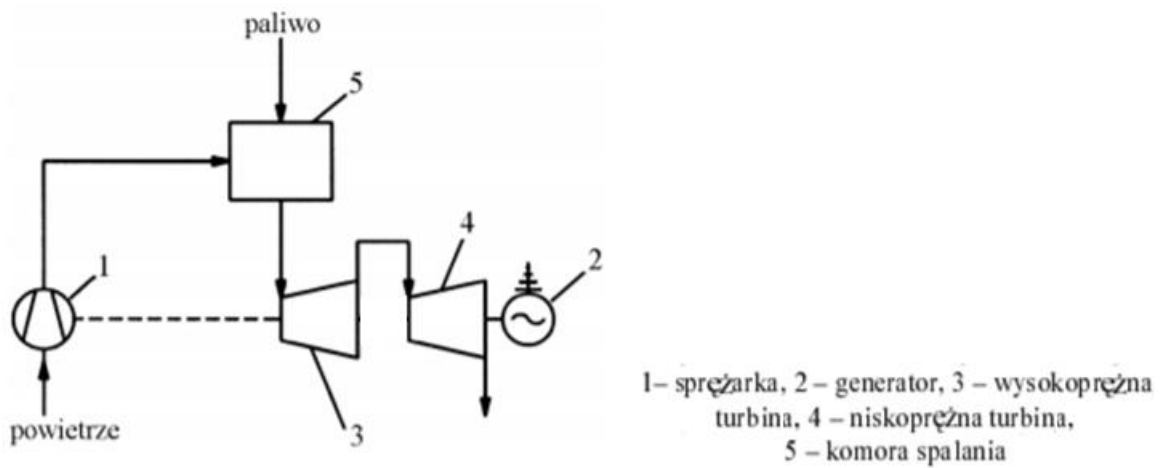 paliwo
5
4
2
1
3
powietrze
1– sprężarka, 2 – generator, 3 – wysokoprężna
turbina, 4 – niskoprężna turbina,
5 – komora spalania